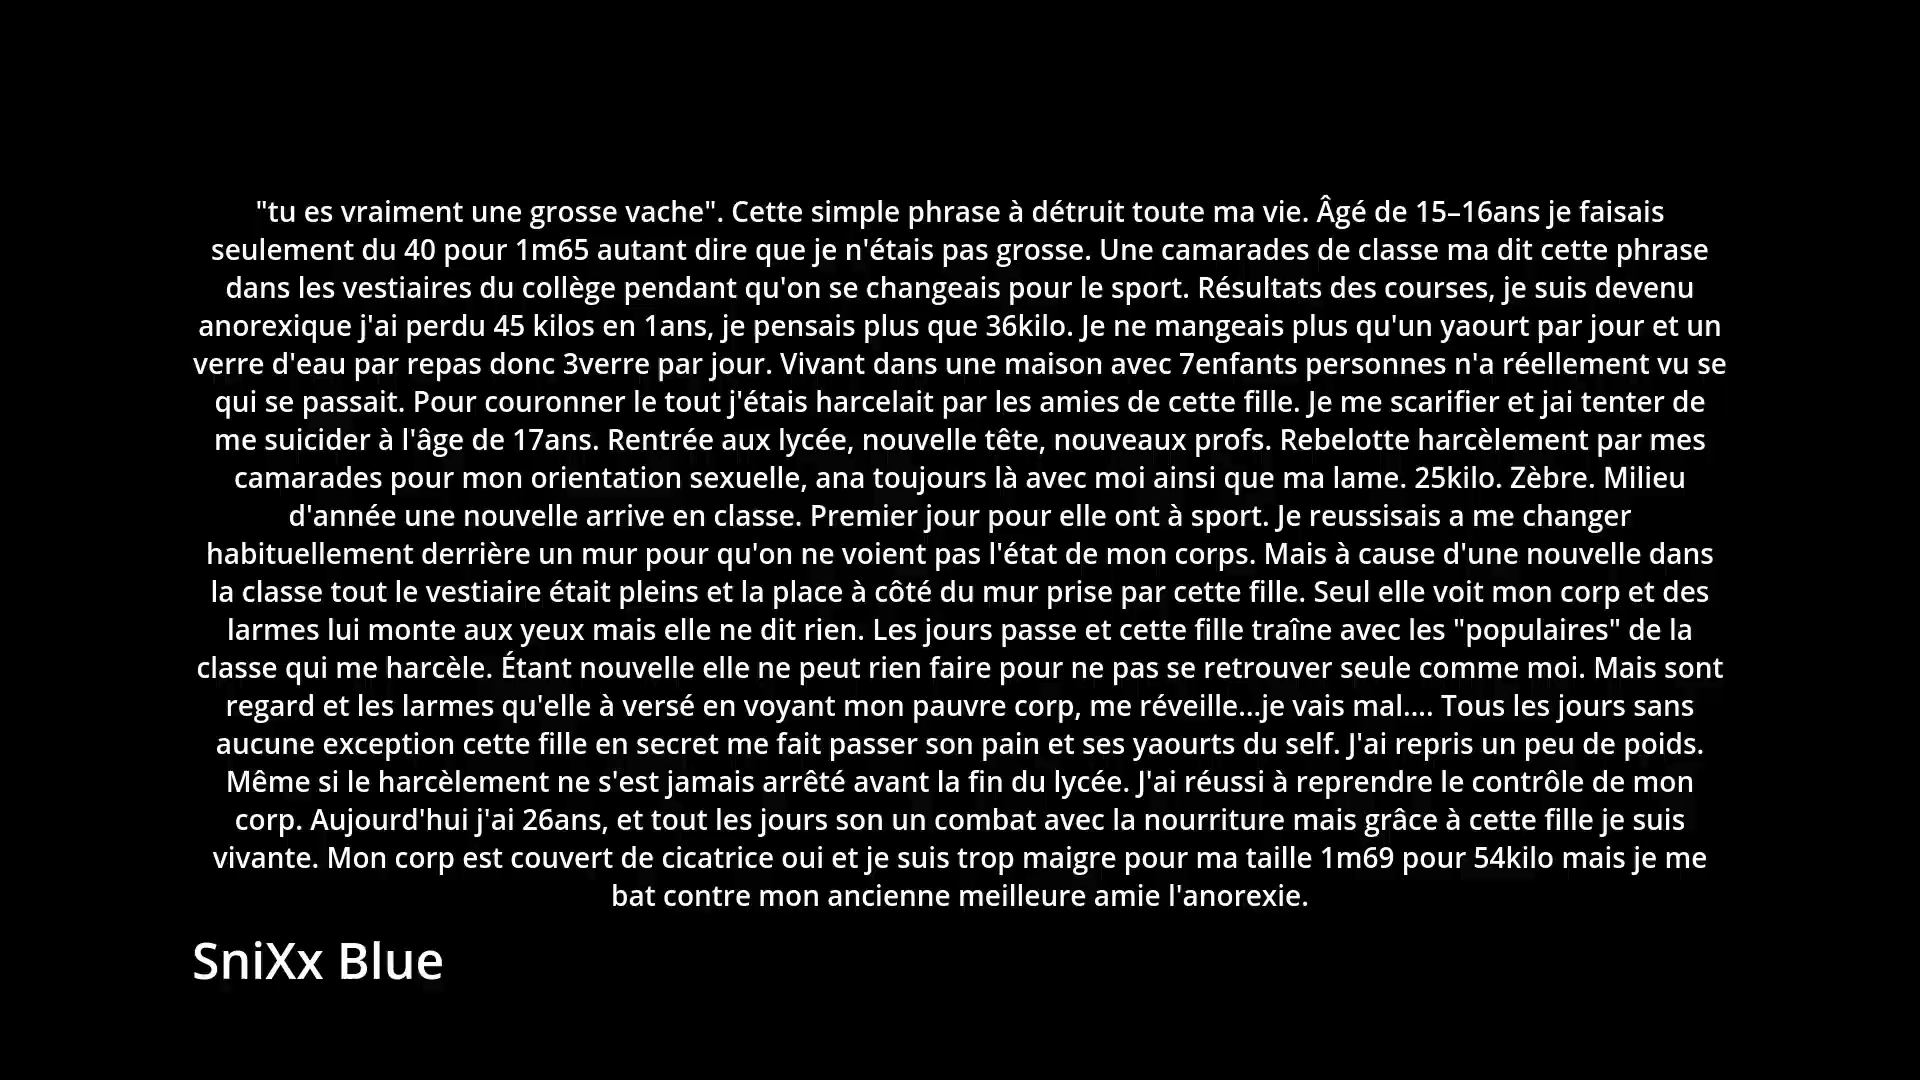 "tu es vraiment une grosse vache". Cette simple phrase à détruit toute ma vie. Âgé de 15–16ans je faisais
seulement du 40 pour 1m65 autant dire que je n'étais pas grosse. Une camarades de classe ma dit cette phrase
dans les vestiaires du collège pendant qu'on se changeais pour le sport. Résultats des courses, je suis devenu
anorexique j'ai perdu 45 kilos en 1ans, je pensais plus que 36kilo. Je ne mangeais plus qu'un yaourt par jour et un
verre d'eau par repas donc 3verre par jour. Vivant dans une maison avec 7enfants personnes n'a réellement vu se
qui se passait. Pour couronner le tout j'étais harcelait par les amies de cette fille. Je me scarifier et jai tenter de
me suicider à l'âge de 17ans. Rentrée aux lycée, nouvelle tête, nouveaux profs. Rebelotte harcèlement par mes
camarades pour mon orientation sexuelle, ana toujours là avec moi ainsi que ma lame. 25kilo. Zèbre. Milieu
d'année une nouvelle arrive en classe. Premier jour pour elle ont à sport. Je reussisais a me changer
habituellement derrière un mur pour qu'on ne voient pas l'état de mon corps. Mais à cause d'une nouvelle dans
la classe tout le vestiaire était pleins et la place à côté du mur prise par cette fille. Seul elle voit mon corp et des
larmes lui monte aux yeux mais elle ne dit rien. Les jours passe et cette fille traîne avec les "populaires" de la
classe qui me harcèle. Étant nouvelle elle ne peut rien faire pour ne pas se retrouver seule comme moi. Mais sont
regard et les larmes qu'elle à versé en voyant mon pauvre corp, me réveille...je vais mal.... Tous les jours sans
aucune exception cette fille en secret me fait passer son pain et ses yaourts du self. J'ai repris un peu de poids.
Même si le harcèlement ne s'est jamais arrêté avant la fin du lycée. J'ai réussi à reprendre le contrôle de mon
corp. Aujourd'hui j'ai 26ans, et tout les jours son un combat avec la nourriture mais grâce à cette fille je suis
vivante. Mon corp est couvert de cicatrice oui et je suis trop maigre pour ma taille 1m69 pour 54kilo mais je me
bat contre mon ancienne meilleure amie l'anorexie.
SniXx Blue